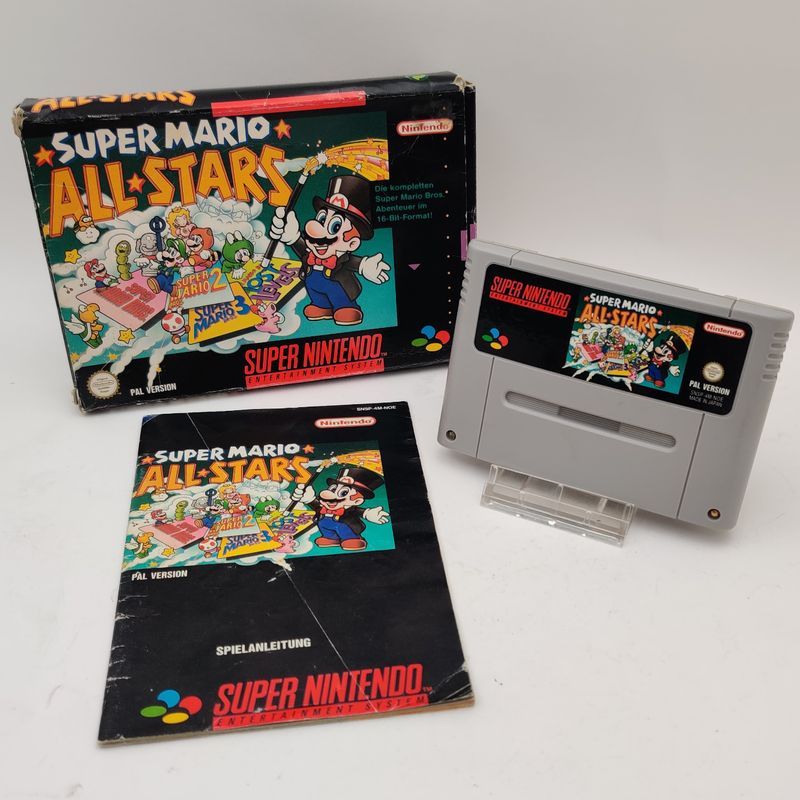 ALL★STARS
SUPER MARIO
ALL★STARS
Nintendo
Die kompletten
Super Mario Bros.
Abenteuer im
16-Bit-Format!
SUPER
MARIO 2
SUPER
MARIO 3
LOST
LEVELS
PAL VERSION
SUPER NINTENDO
ENTERTAINMENT SYSTEM
SUPER NINTENDO
ENTERTAINMENT SYSTEM
SUPER MARIO
ALL★STARS
Nintendo
PAL VERSION
SNSP-4M-NOE
MADE IN JAPAN
SNSP-4M-NOE
Nintendo
SUPER MARIO
ALL★STARS
SUPER
MARIO 2
SUPER
MARIO 3
PAL VERSION
SPIELANLEITUNG
SUPER NINTENDO
ENTERTAINMENT SYSTEM